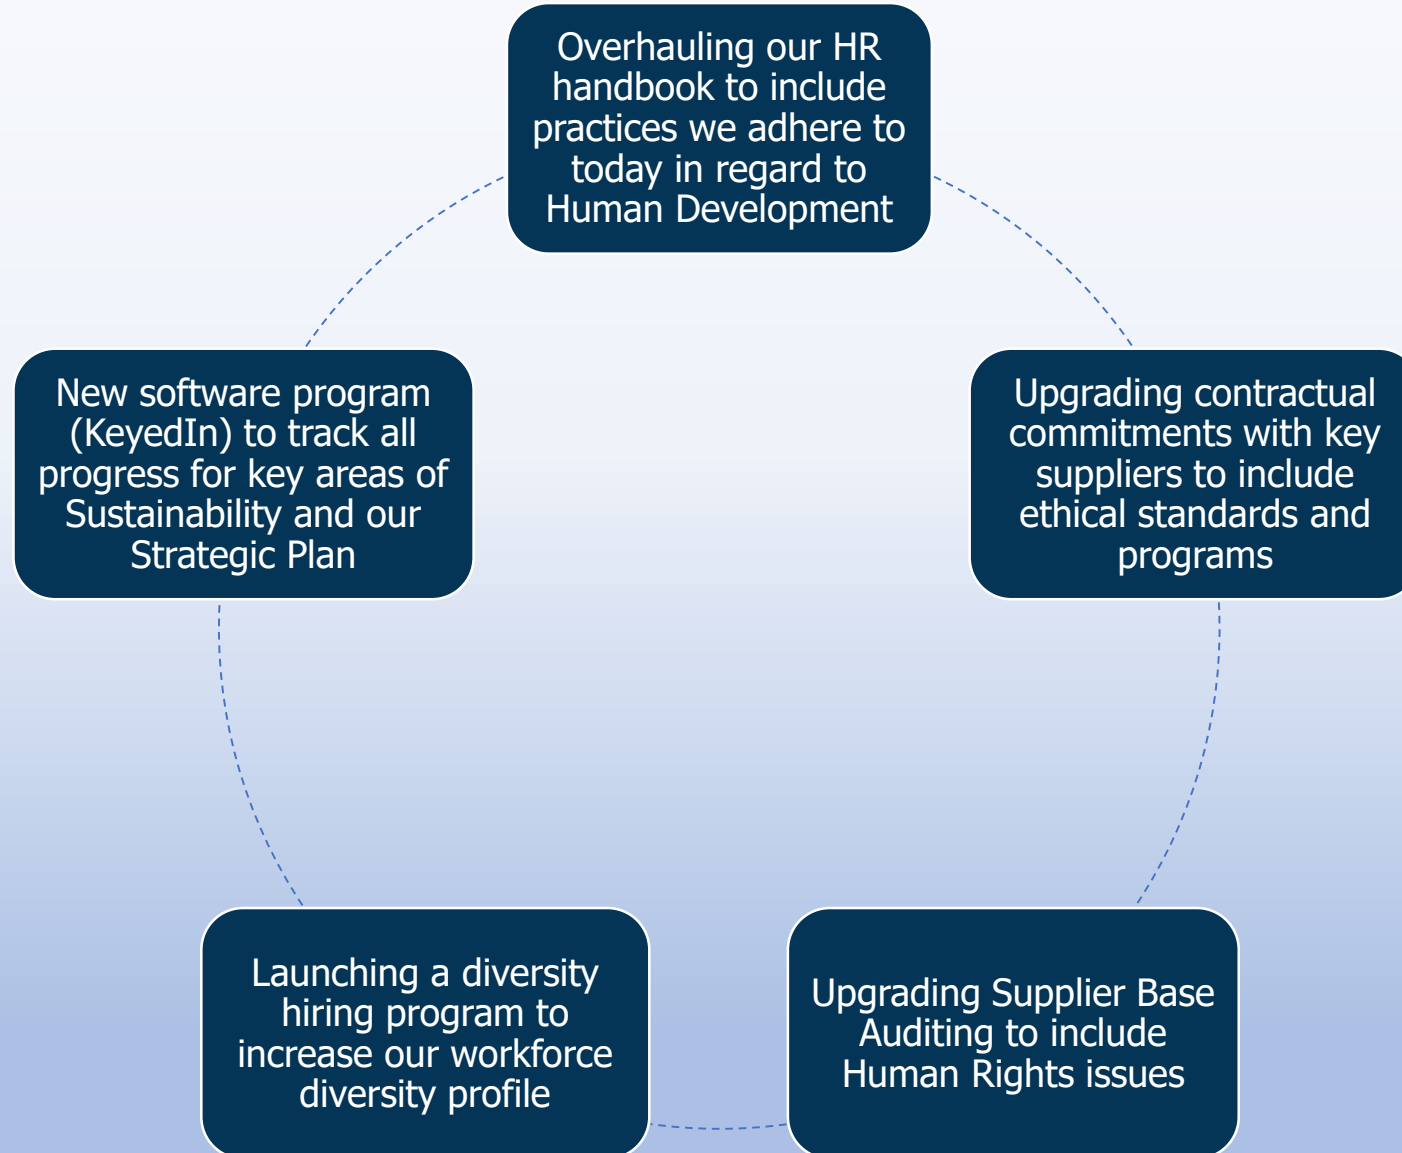 Overhauling our HR
handbook to include
practices we adhere to
today in regard to
Human Development
New software program
(KeyedIn) to track all
progress for key areas of
Sustainability and our
Strategic Plan
Upgrading contractual
commitments with key
suppliers to include
ethical standards and
programs
Launching a diversity
hiring program to
increase our workforce
diversity profile
Upgrading Supplier Base
Auditing to include
Human Rights issues